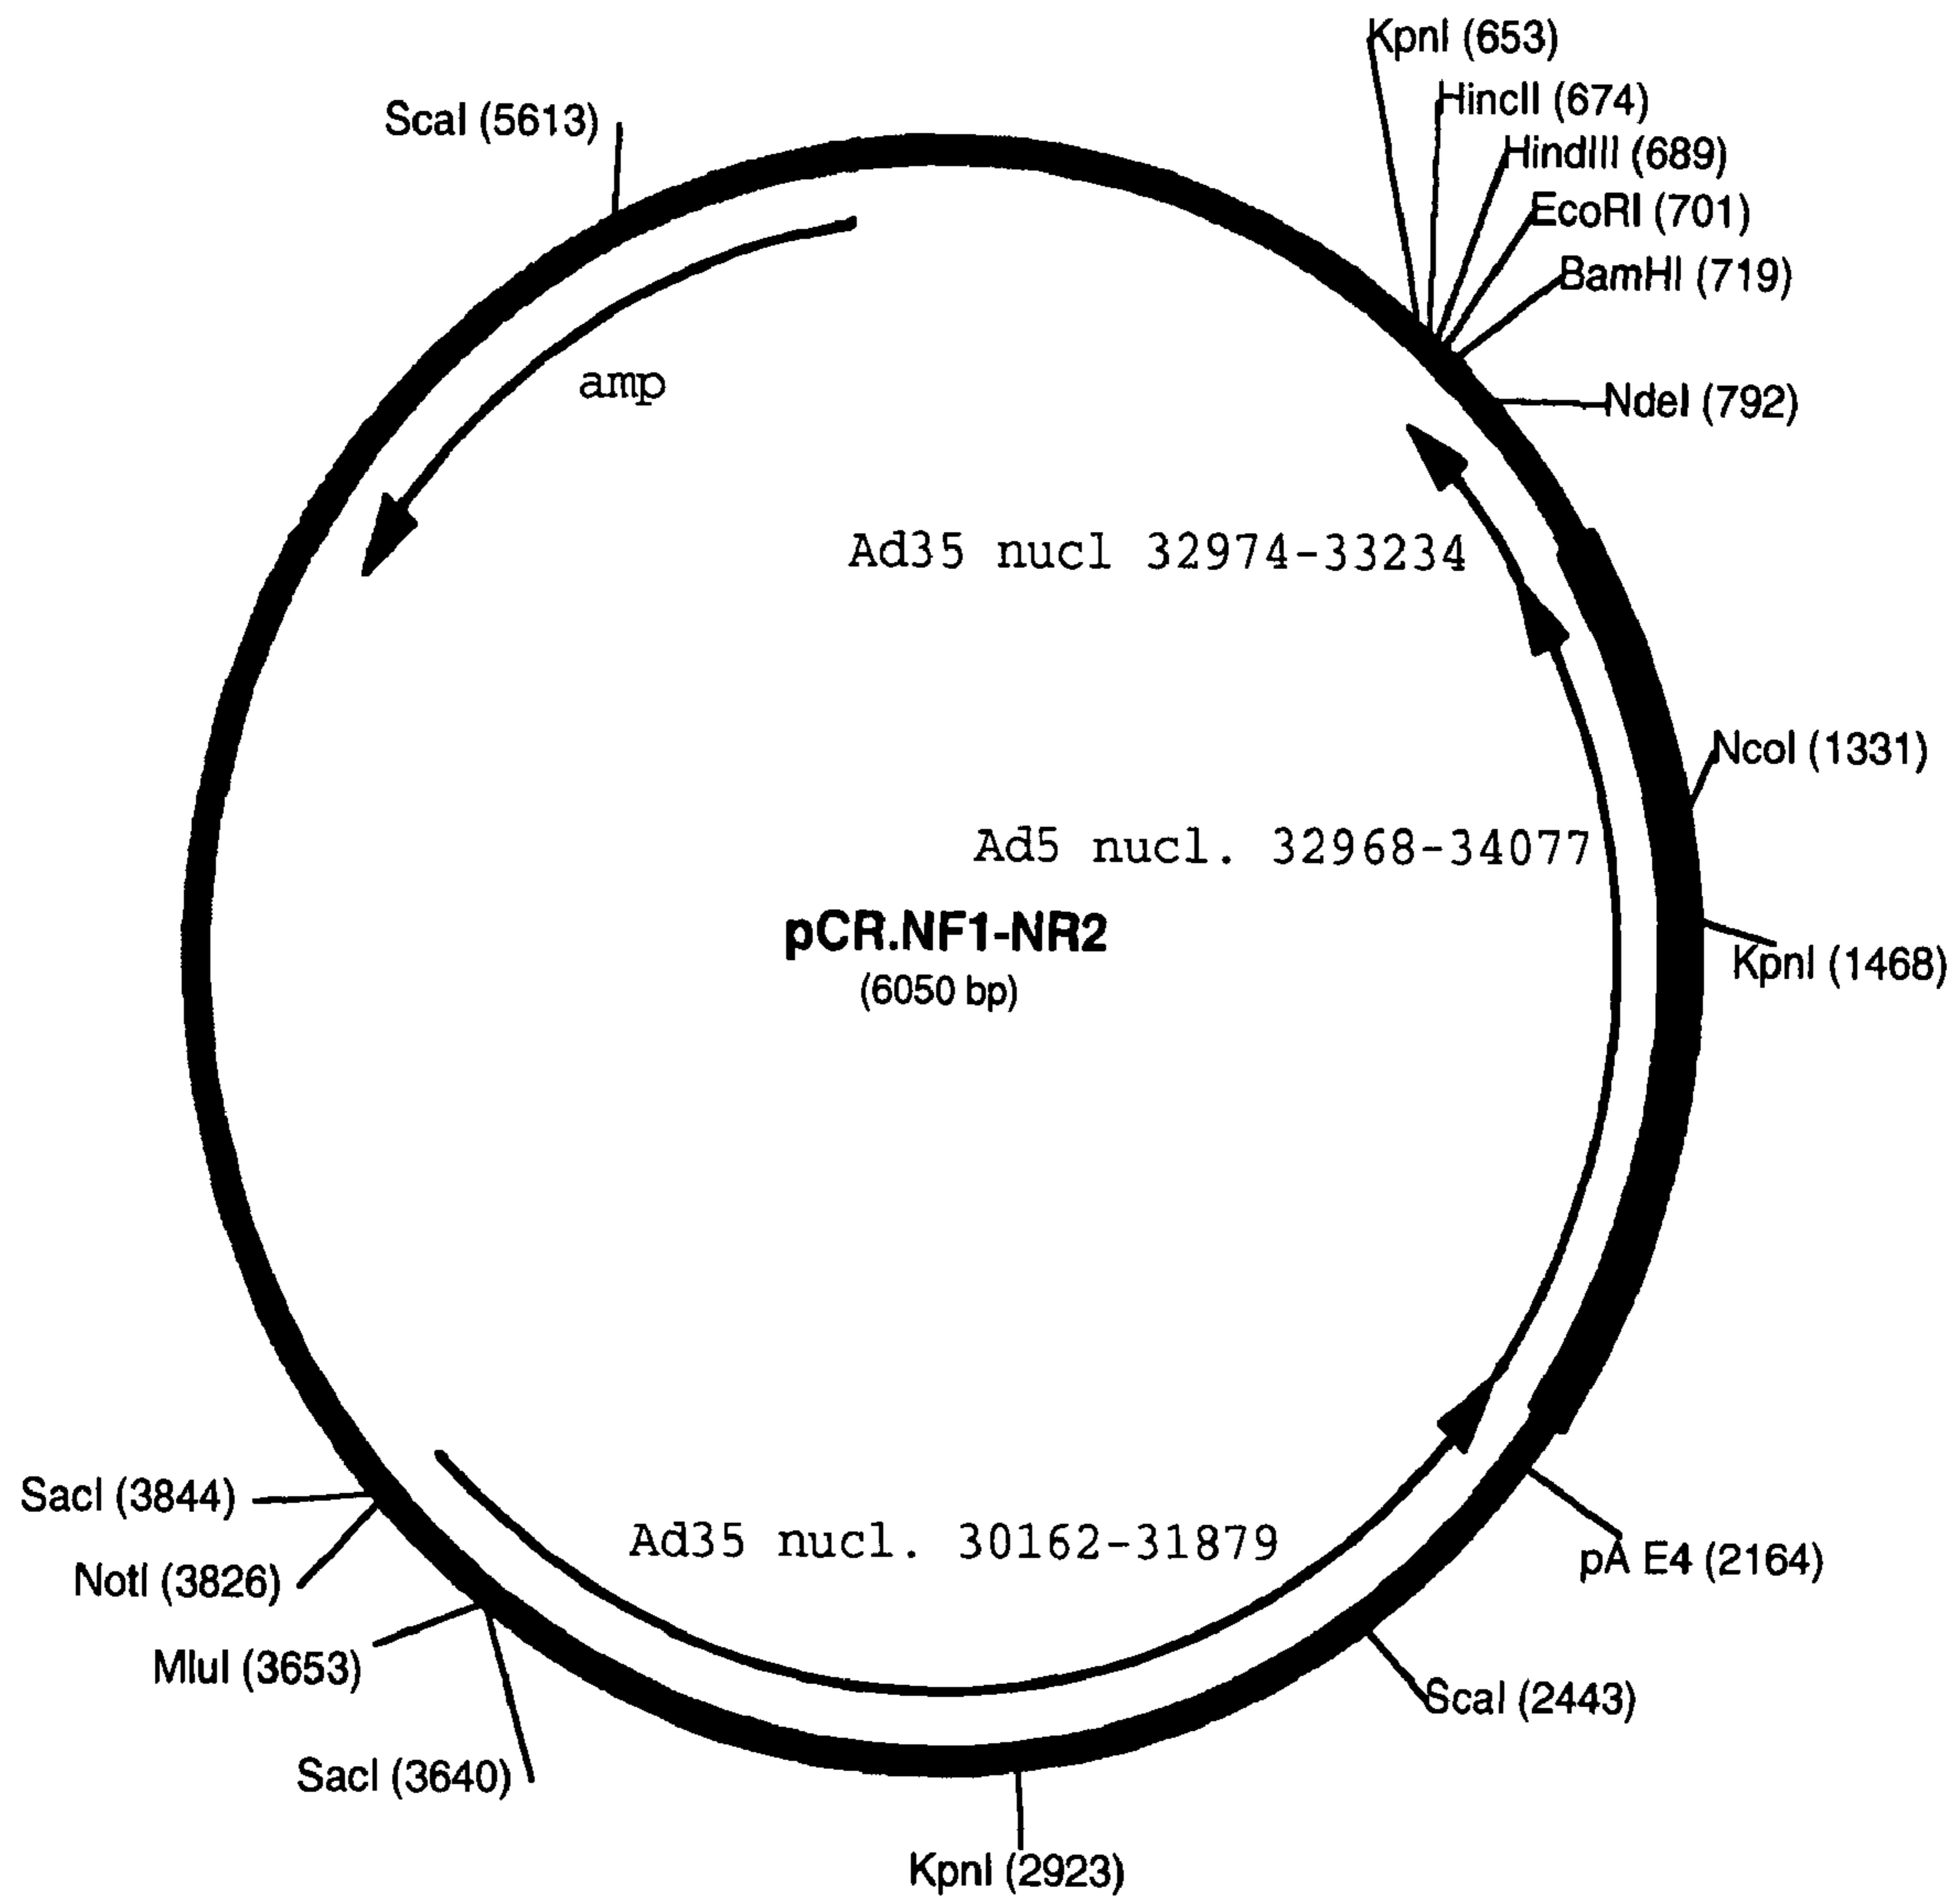 KpnI (653)
HincII (674)
ScaI (5613)
HindIII (689)
EcoRI (701)
BamHI (719)
amp
NdeI (792)
Ad35 nucl 32974-33234
NcoI (1331)
Ad5 nucl. 32968-34077
pCR.NF1-NR2
KpnI (1468)
(6050 bp)
SacI (3844)
Ad35 nucl. 30162-31879
pA E4 (2164)
NotI (3826)
MluI (3653)
ScaI (2443)
SacI (3640)
KpnI (2923)